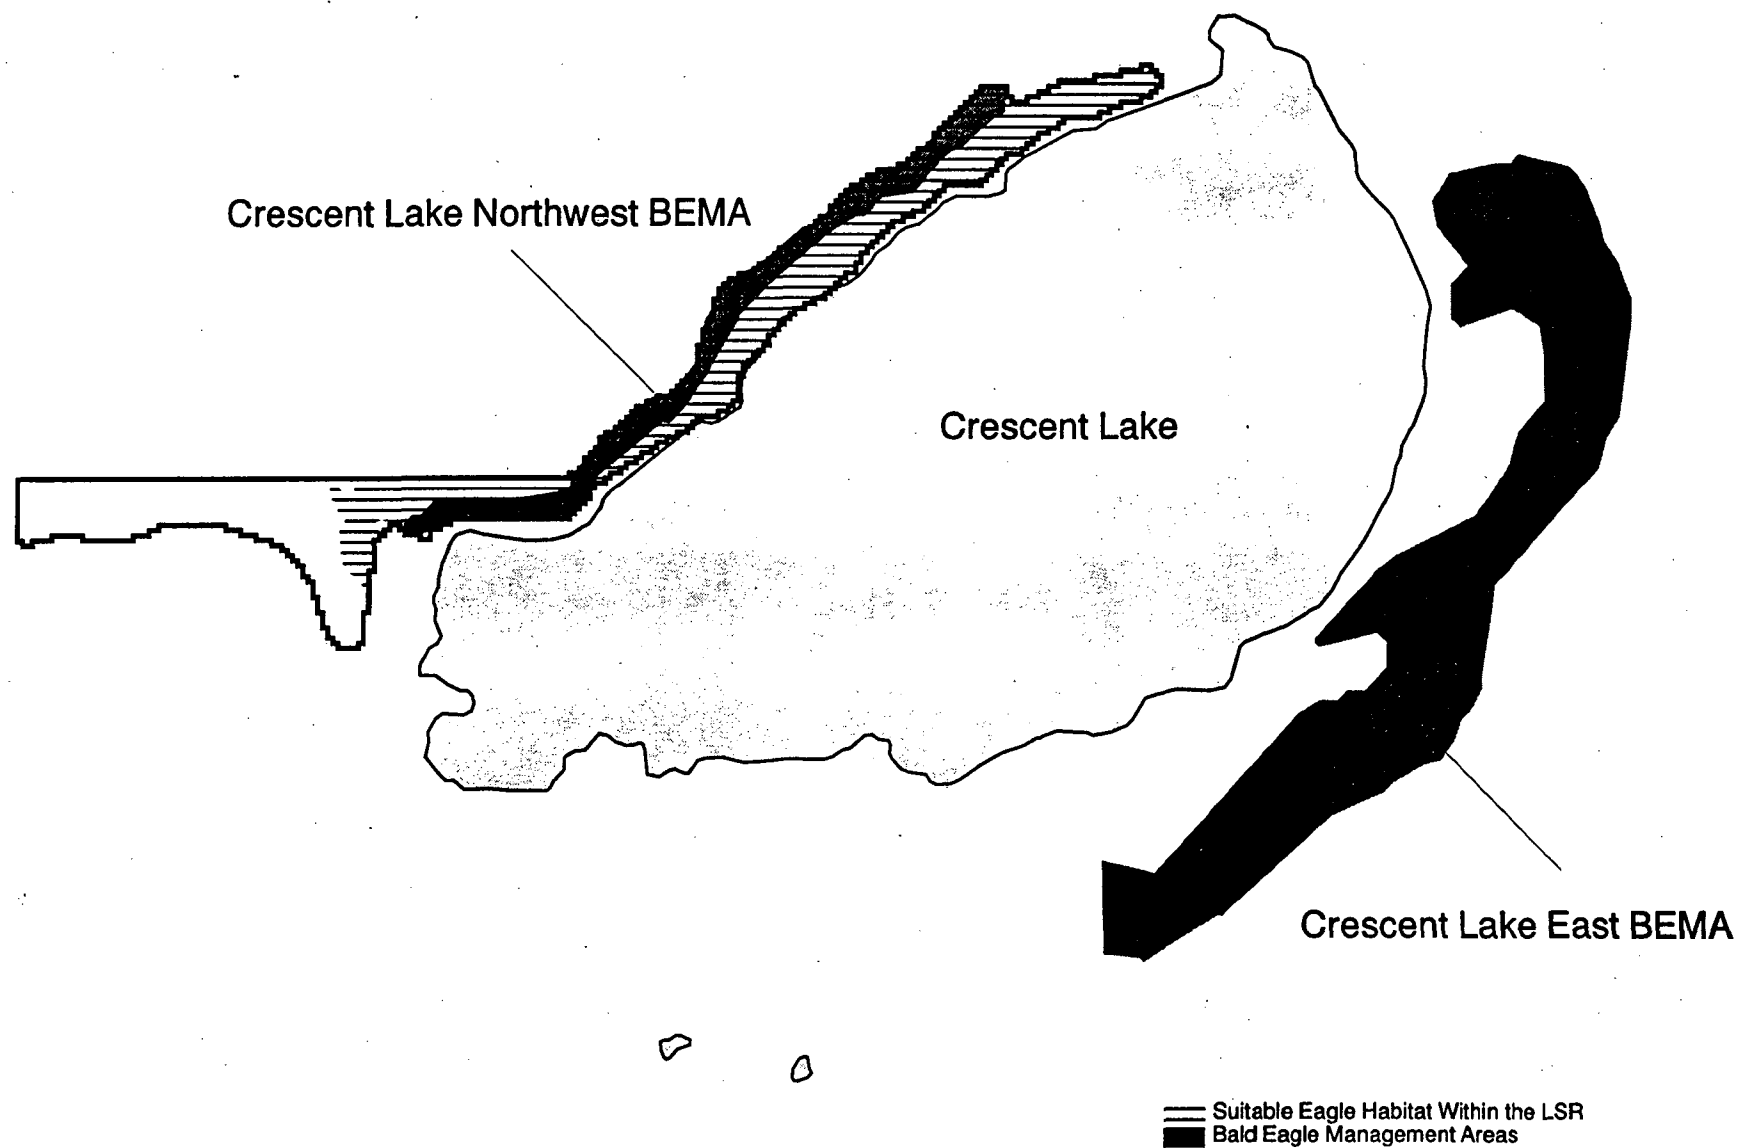 Crescent Lake Northwest BEMA
Crescent Lake
Crescent Lake East BEMA
Suitable Eagle Habitat Within the LSR
Bald Eagle Management Areas